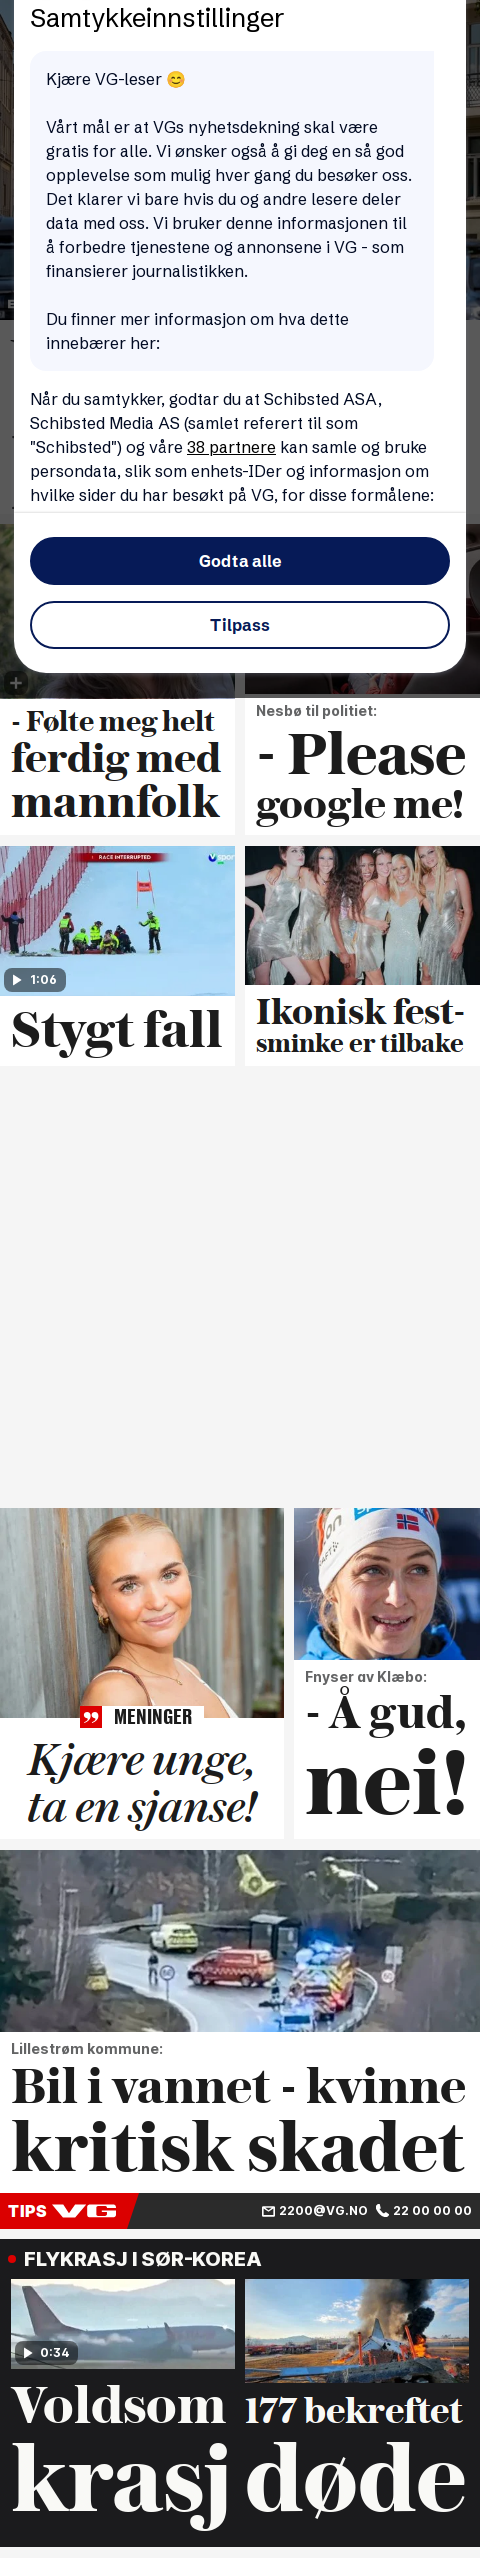 Samtykkeinnstillinger
Kjære VG-leser 😊
Vårt mål er at VGs nyhetsdekning skal være
gratis for alle. Vi ønsker også å gi deg en så god
opplevelse som mulig hver gang du besøker oss.
Det klarer vi bare hvis du og andre lesere deler
data med oss. Vi bruker denne informasjonen til
å forbedre tjenestene og annonsene i VG - som
finansierer journalistikken.
Du finner mer informasjon om hva dette
innebærer her:
Når du samtykker, godtar du at Schibsted ASA,
Schibsted Media AS (samlet referert til som
"Schibsted") og våre 38 partnere kan samle og bruke
persondata, slik som enhets-IDer og informasjon om
hvilke sider du har besøkt på VG, for disse formålene:
Godta alle
Tilpass
- Følte meg helt
ferdig med
mannfolk
Nesbø til politiet:
- Please
google me!
RACE INTERRUPTED
1:06
Stygt fall
Ikonisk fest-
sminke er tilbake
MENINGER
Kjære unge,
ta en sjanse!
Fnyser av Klæbo:
- Å gud,
nei!
Lillestrøm kommune:
Bil i vannet - kvinne
kritisk skadet
TIPS VG 2200@VG.NO 22 00 00 00
FLYKRASJ I SØR-KOREA
0:34
Voldsom
krasj
177 bekreftet
døde